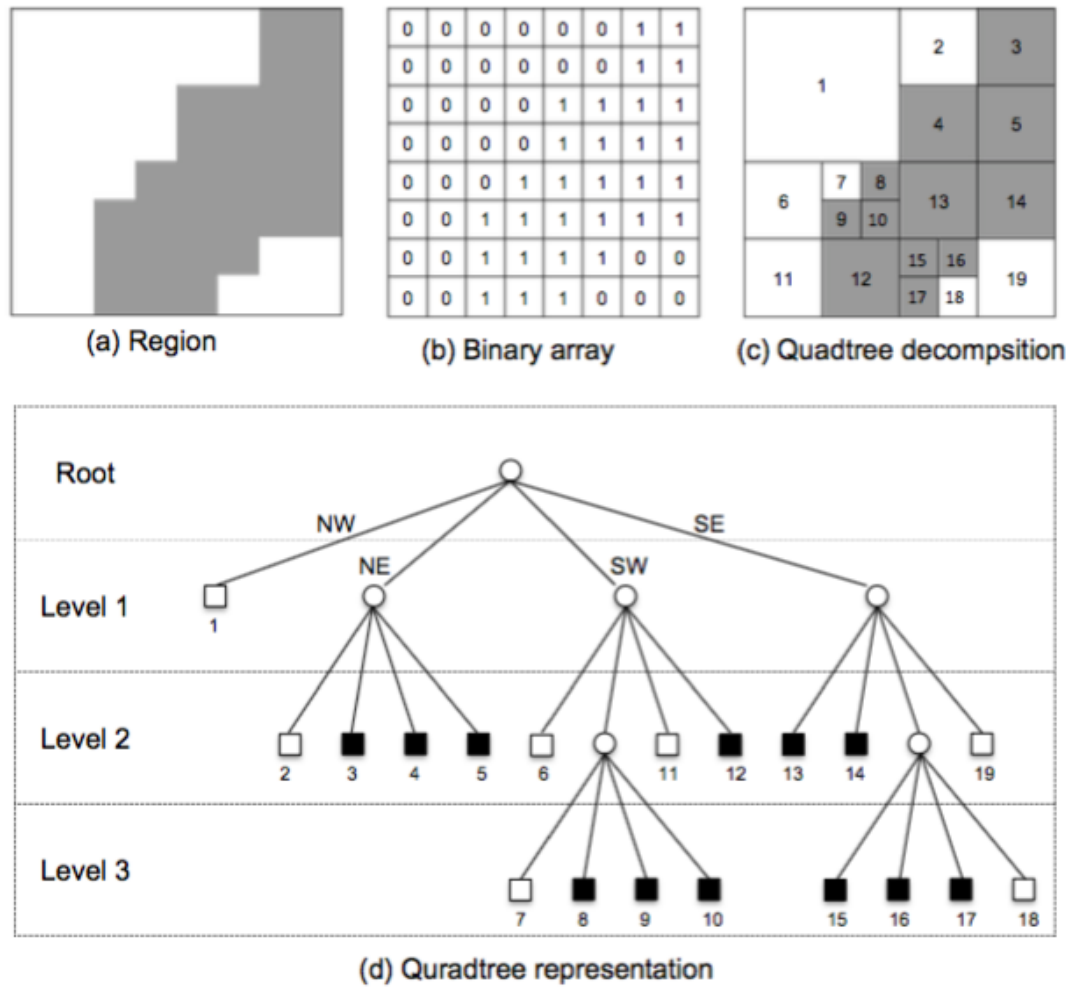 0 0 0 0 0 0 1 1
0 0 0 0 0 0 1 1
0 0 0 0 1 1 1 1
0 0 0 0 1 1 1 1
0 0 0 1 1 1 1 1
0 0 1 1 1 1 1 1
0 0 1 1 1 1 0 0
0 0 1 1 1 0 0 0
2 3
1
4 5
7 8
6 13 14
9 10
15 16
11 12 19
17 18
(a) Region
(b) Binary array
(c) Quadtree decompsition
Root
NW SE
NE SW
Level 1
1
Level 2
2 3 4 5 6 11 12 13 14 19
Level 3
7 8 9 10 15 16 17 18
(d) Quradtree representation